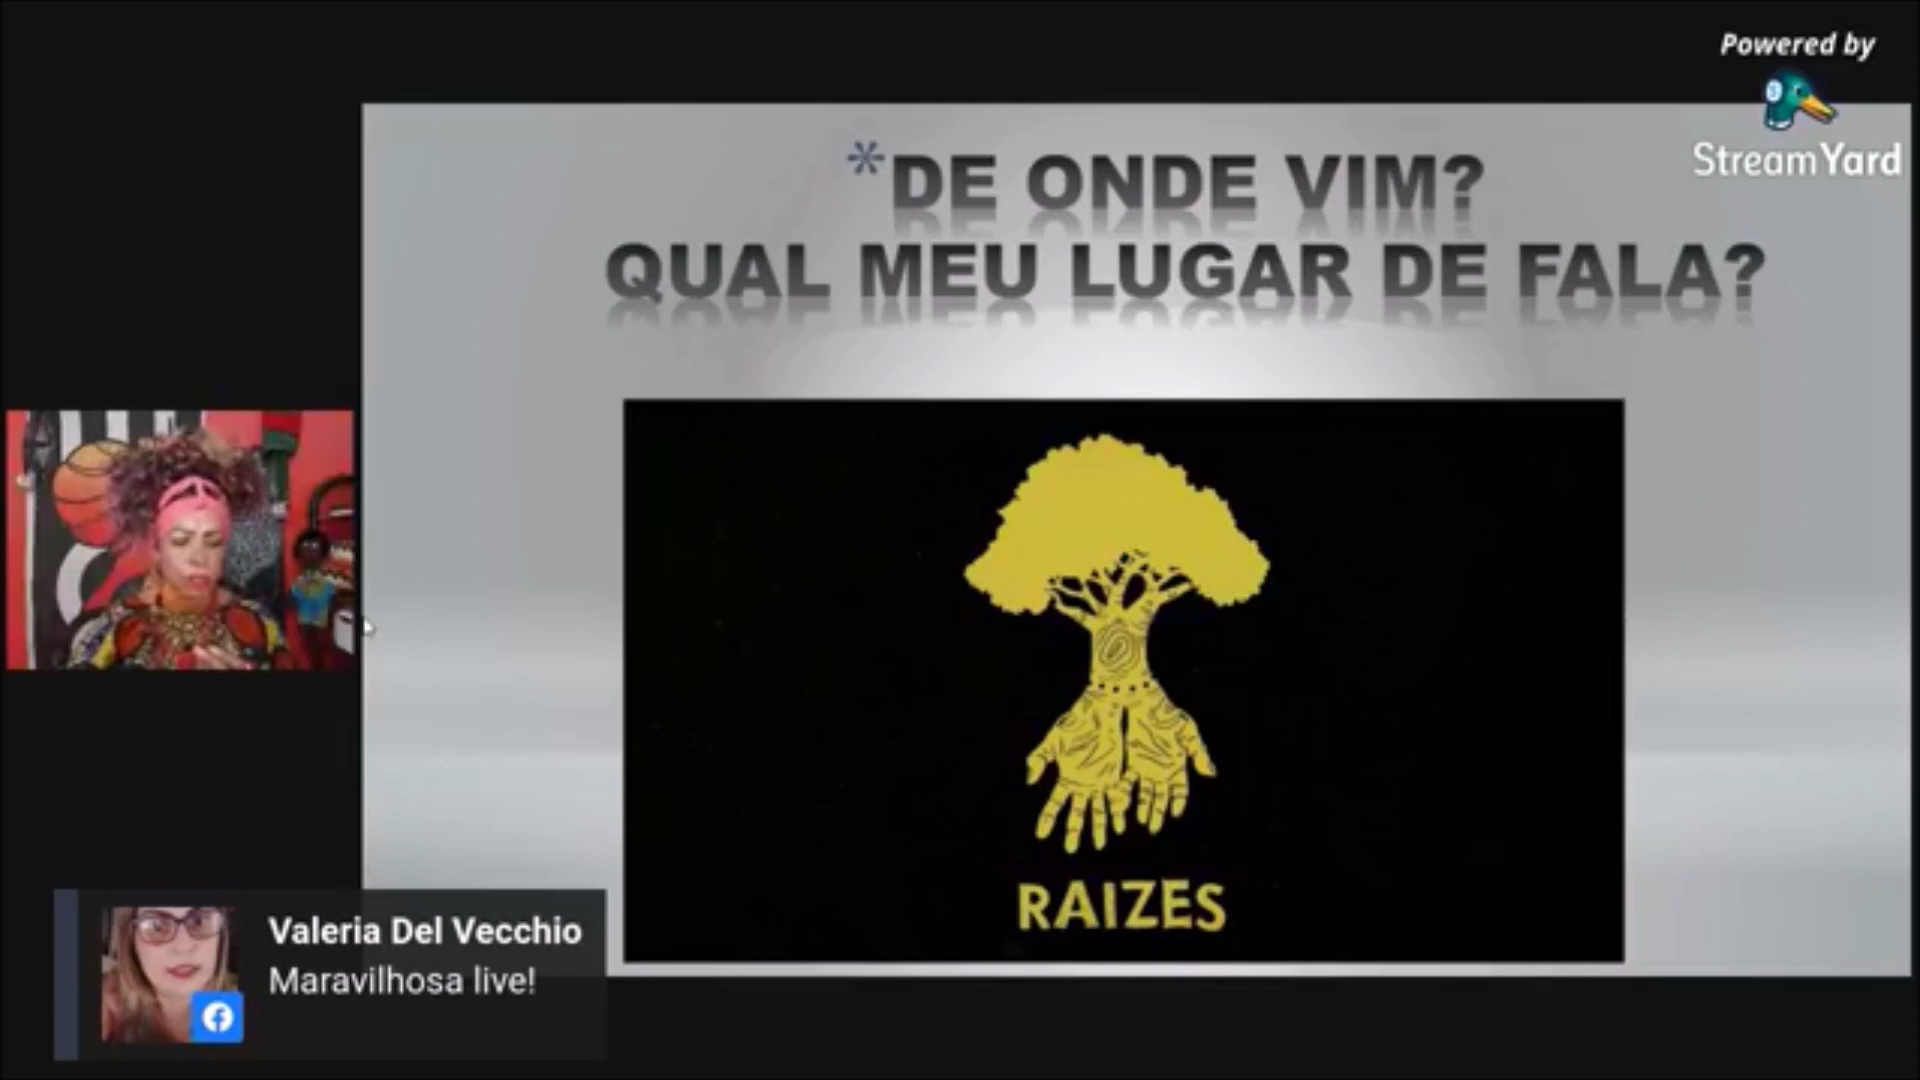 Powered by
StreamYard
*DE ONDE VIM?
QUAL MEU LUGAR DE FALA?
RAIZES
Valeria Del Vecchio
Maravilhosa live!